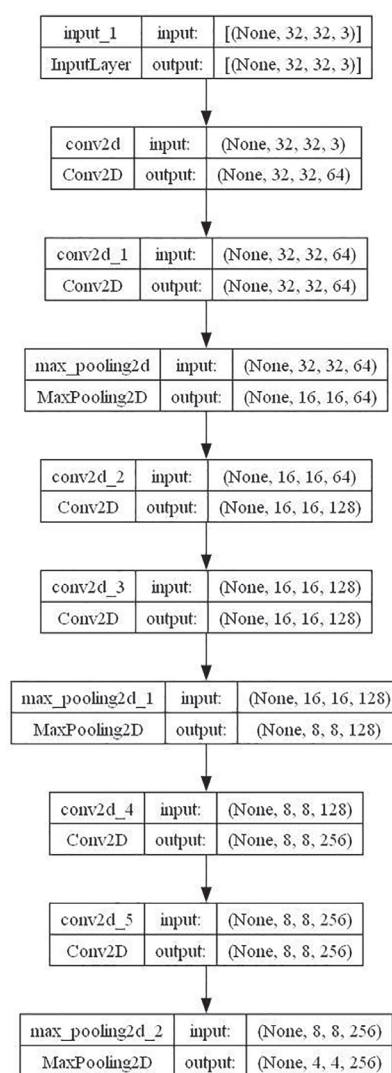 input_1 input: [(None, 32, 32, 3)]
InputLayer output: [(None, 32, 32, 3)]
conv2d input: (None, 32, 32, 3)
Conv2D output: (None, 32, 32, 64)
conv2d_1 input: (None, 32, 32, 64)
Conv2D output: (None, 32, 32, 64)
max_pooling2d input: (None, 32, 32, 64)
MaxPooling2D output: (None, 16, 16, 64)
conv2d_2 input: (None, 16, 16, 64)
Conv2D output: (None, 16, 16, 128)
conv2d_3 input: (None, 16, 16, 128)
Conv2D output: (None, 16, 16, 128)
max_pooling2d_1 input: (None, 16, 16, 128)
MaxPooling2D output: (None, 8, 8, 128)
conv2d_4 input: (None, 8, 8, 128)
Conv2D output: (None, 8, 8, 256)
conv2d_5 input: (None, 8, 8, 256)
Conv2D output: (None, 8, 8, 256)
max_pooling2d_2 input: (None, 8, 8, 256)
MaxPooling2D output: (None, 4, 4, 256)